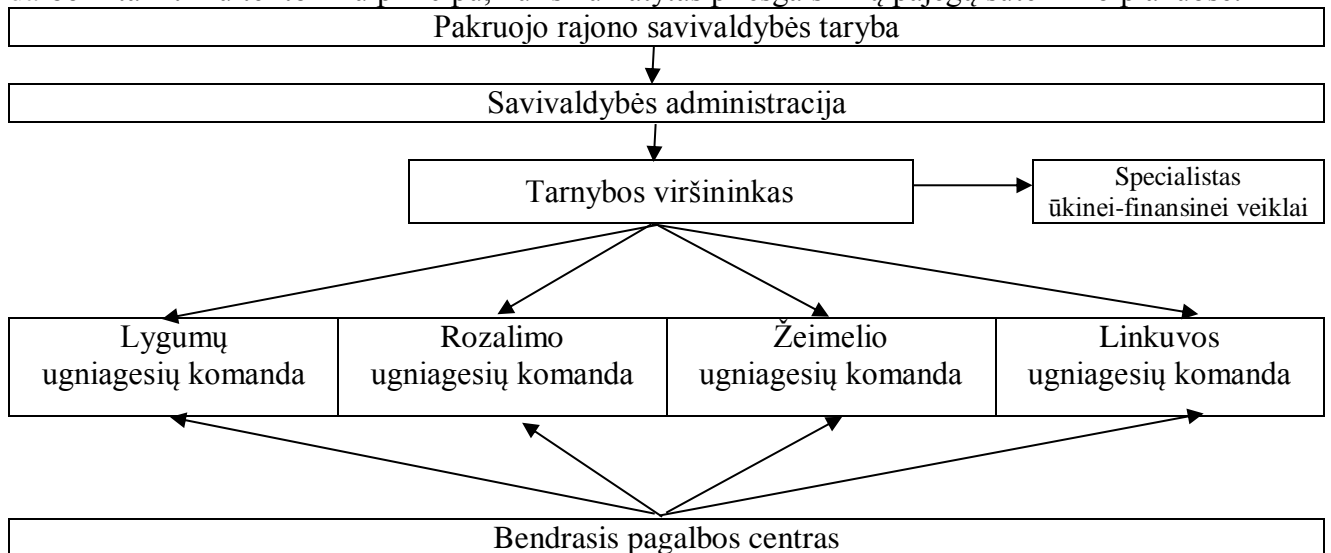 Pakruojo rajono savivaldybės taryba
Savivaldybės administracija
Tarnybos viršininkas
Specialistas
ūkinei-finansinei veiklai
Lygumų
ugniagesių komanda
Rozalimo
ugniagesių komanda
Žeimelio
ugniagesių komanda
Linkuvos
ugniagesių komanda
Bendrasis pagalbos centras